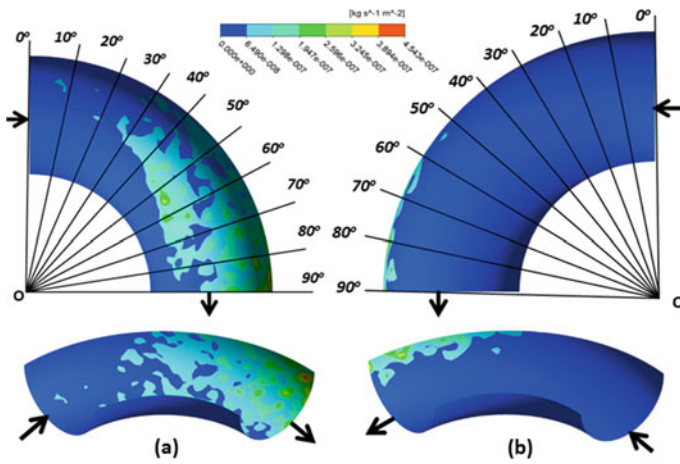 [kg s^-1 m^-2]
0.000e+000
6.490e-008
1.298e-007
1.947e-007
2.596e-007
3.245e-007
3.894e-007
4.543e-007
0º
10º
20º
30º
40º
50º
60º
70º
80º
90º
O
0º
10º
20º
30º
40º
50º
60º
70º
80º
90º
O
(a)
(b)